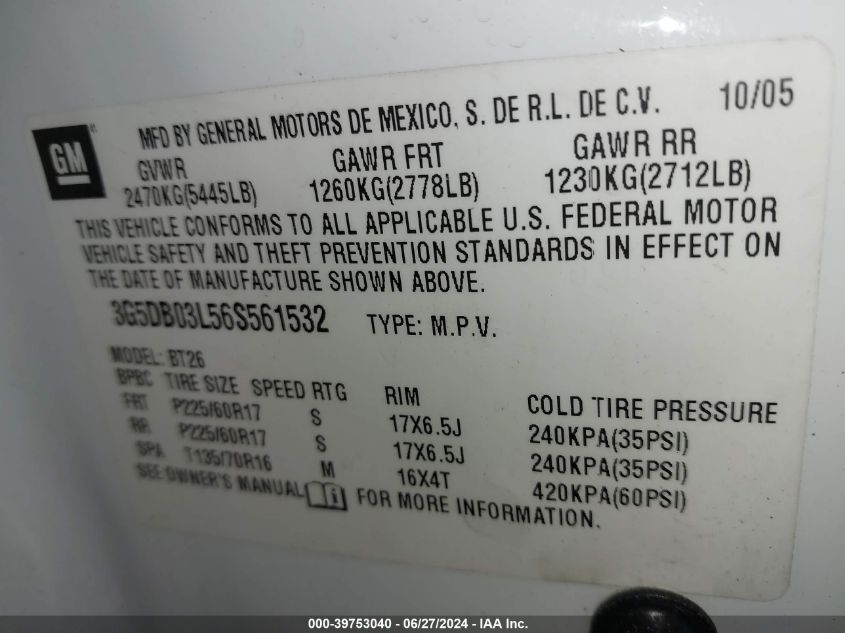 GM
MFD BY GENERAL MOTORS DE MEXICO, S. DE R.L. DE C.V. 10/05
GVWR GAWR FRT GAWR RR
2470KG(5445LB) 1260KG(2778LB) 1230KG(2712LB)
THIS VEHICLE CONFORMS TO ALL APPLICABLE U.S. FEDERAL MOTOR
VEHICLE SAFETY AND THEFT PREVENTION STANDARDS IN EFFECT ON
THE DATE OF MANUFACTURE SHOWN ABOVE.
3G5DB03L56S561532 TYPE: M.P.V.
MODEL: BT26
BPBC TIRE SIZE SPEED RTG RIM COLD TIRE PRESSURE
FRT P225/60R17 S 17X6.5J 240KPA(35PSI)
RR P225/60R17 S 17X6.5J 240KPA(35PSI)
SPA T135/70R16 M 16X4T 420KPA(60PSI)
SEE OWNER'S MANUAL FOR MORE INFORMATION.
000-39753040 - 06/27/2024 - IAA Inc.